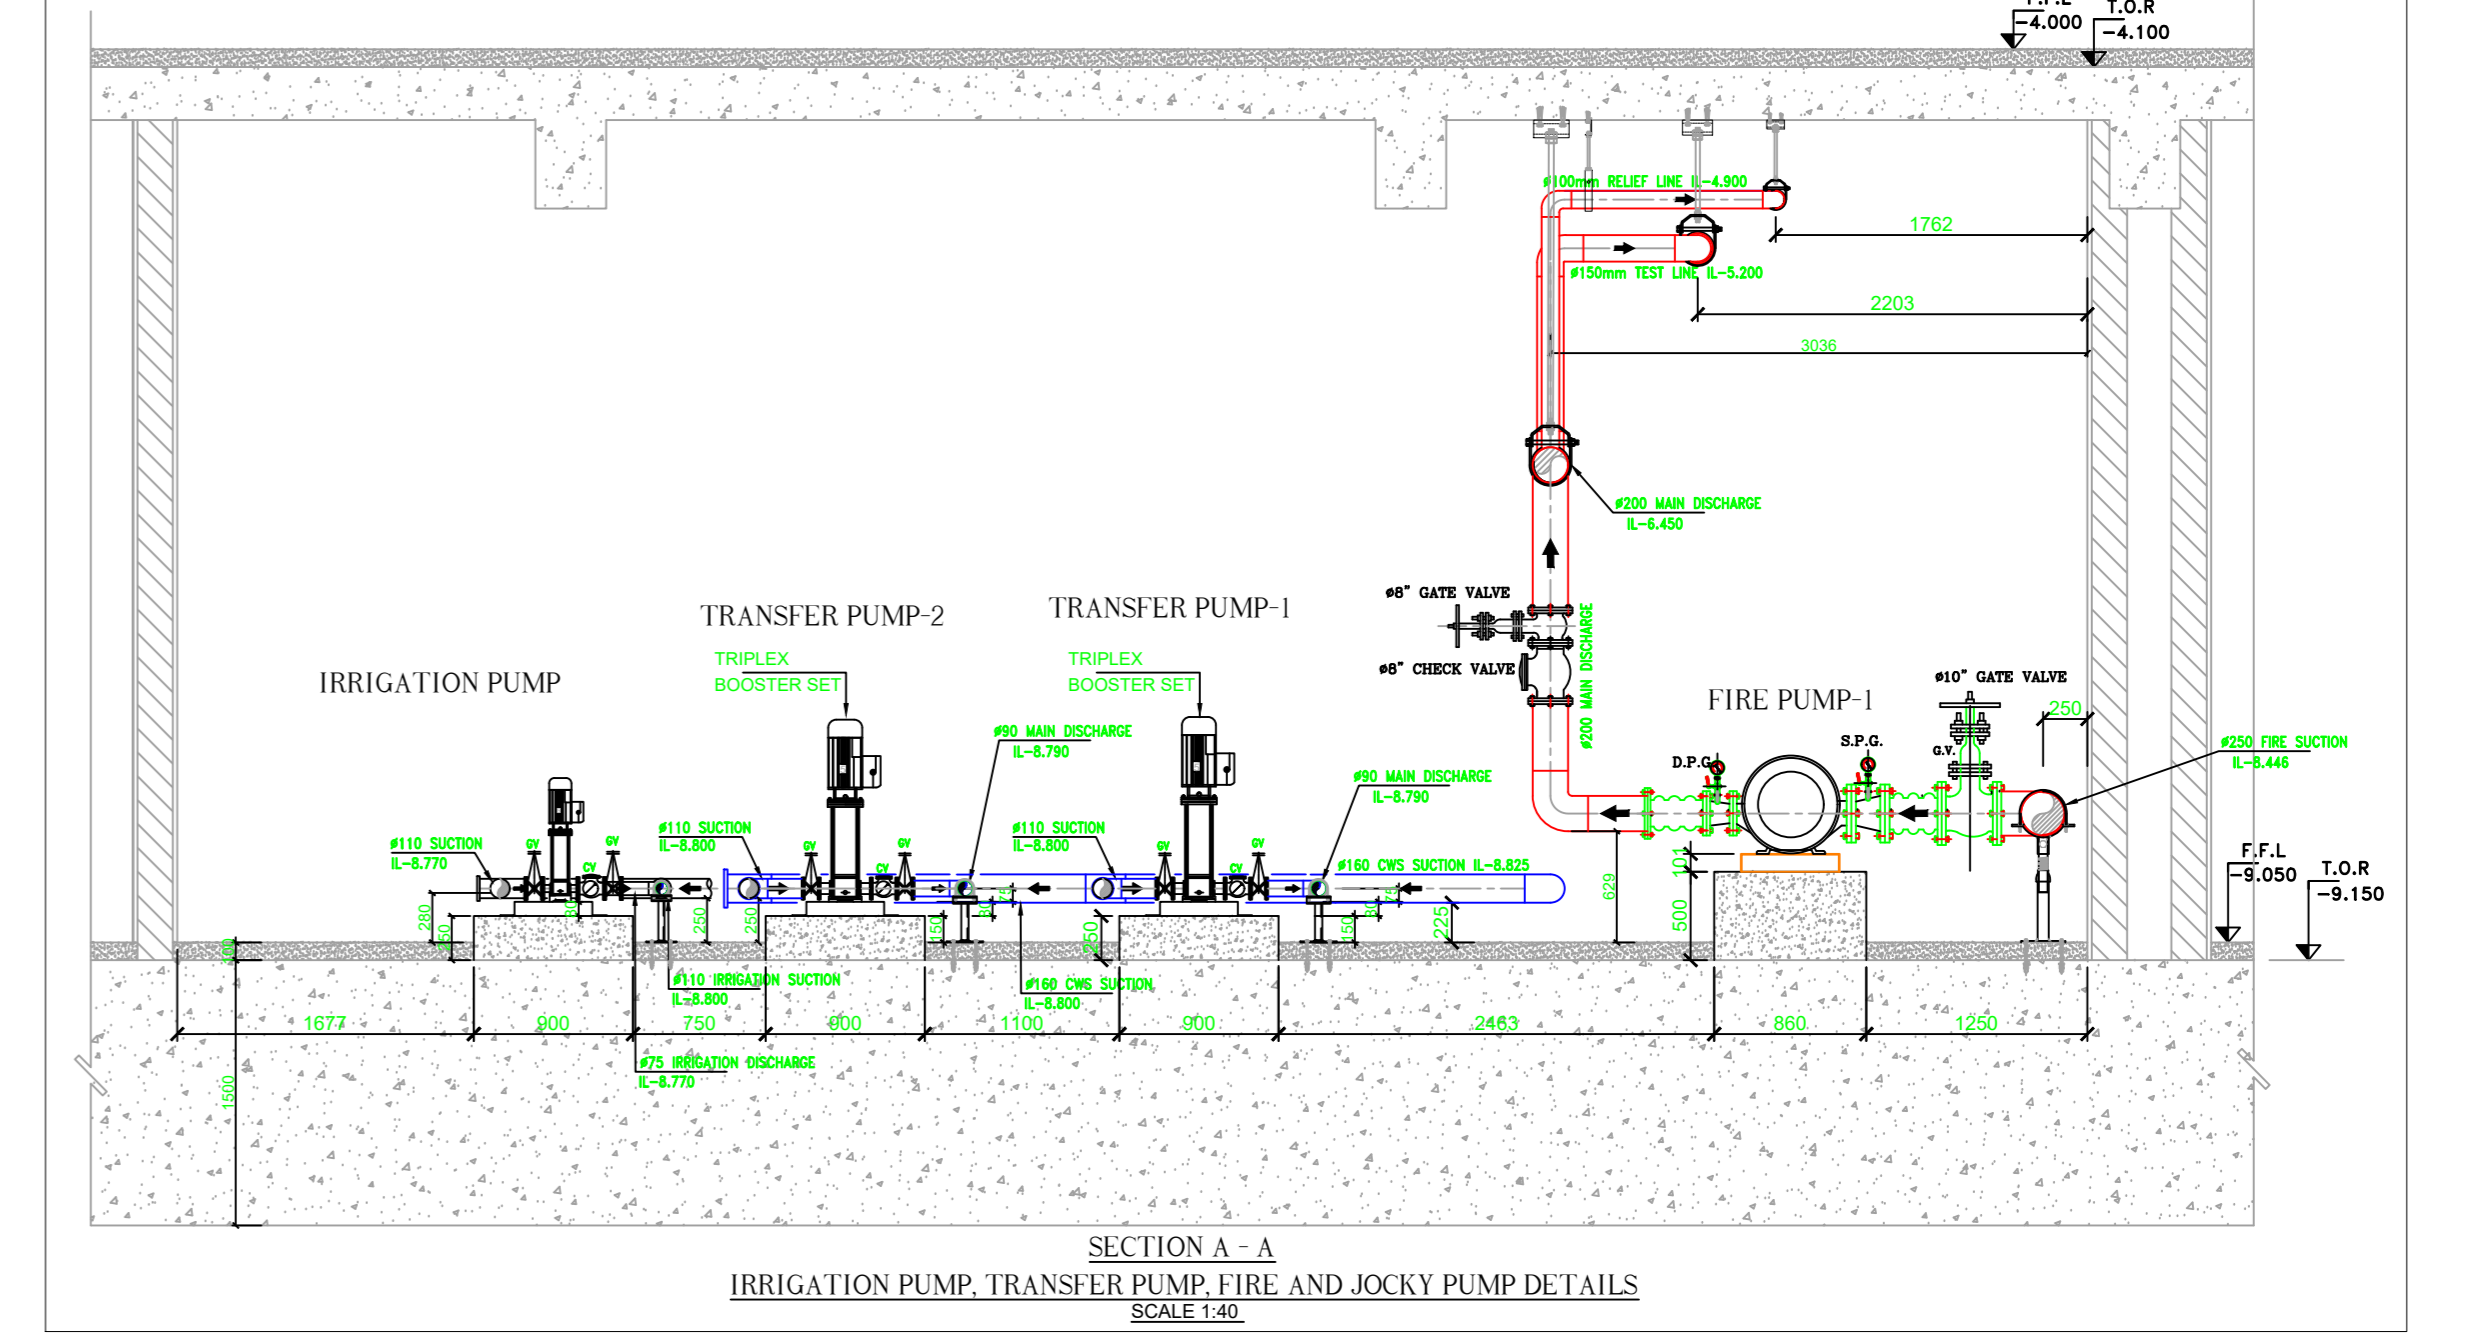 F.F.L
-4.000
T.O.R
-4.100
ø100mm RELIEF LINE IL-4.900
1762
ø150mm TEST LINE IL-5.200
2203
3036
ø200 MAIN DISCHARGE
IL-6.450
ø8" GATE VALVE
ø8" CHECK VALVE
ø200 MAIN DISCHARGE
TRANSFER PUMP-2
TRANSFER PUMP-1
TRIPLEX
BOOSTER SET
TRIPLEX
BOOSTER SET
IRRIGATION PUMP
FIRE PUMP-1
ø10" GATE VALVE
250
ø250 FIRE SUCTION
IL-8.446
D.P.G.
S.P.G.
G.V.
ø90 MAIN DISCHARGE
IL-8.790
ø90 MAIN DISCHARGE
IL-8.790
ø110 SUCTION
IL-8.770
ø110 SUCTION
IL-8.800
ø110 SUCTION
IL-8.800
GV
GV
CV
GV
GV
CV
GV
GV
CV
ø160 CWS SUCTION IL-8.825
F.F.L
-9.050
T.O.R
-9.150
280
250
80
250
250
150
80
75
250
150
80
75
225
629
101
500
100
1500
ø110 IRRIGATION SUCTION
IL-8.800
ø160 CWS SUCTION
IL-8.800
1677
900
750
900
1100
900
2463
860
1250
ø75 IRRIGATION DISCHARGE
IL-8.770
SECTION A - A
IRRIGATION PUMP, TRANSFER PUMP, FIRE AND JOCKY PUMP DETAILS
SCALE 1:40